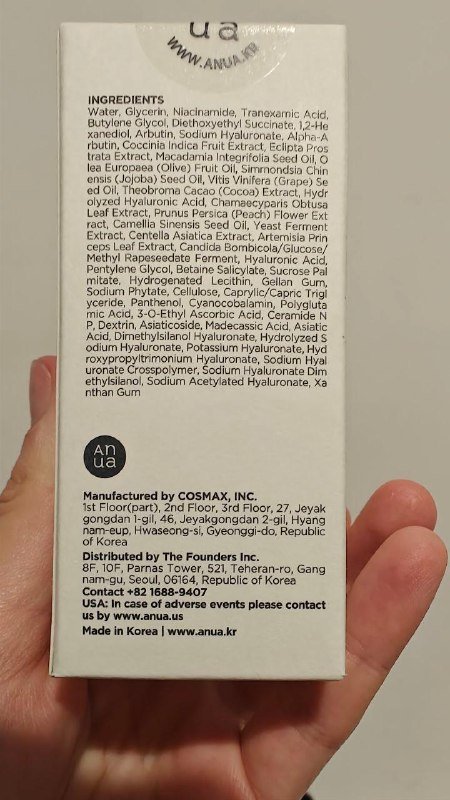 ua
WWW.ANUA.KR
INGREDIENTS
Water, Glycerin, Niacinamide, Tranexamic Acid,
Butylene Glycol, Diethoxyethyl Succinate, 1,2-He
xanediol, Arbutin, Sodium Hyaluronate, Alpha-A
rbutin, Coccinia Indica Fruit Extract, Eclipta Pros
trata Extract, Macadamia Integrifolia Seed Oil, O
lea Europaea (Olive) Fruit Oil, Simmondsia Chin
ensis (Jojoba) Seed Oil, Vitis Vinifera (Grape) Se
ed Oil, Theobroma Cacao (Cocoa) Extract, Hydr
olyzed Hyaluronic Acid, Chamaecyparis Obtusa
Leaf Extract, Prunus Persica (Peach) Flower Ext
ract, Camellia Sinensis Seed Oil, Yeast Ferment
Extract, Centella Asiatica Extract, Artemisia Prin
ceps Leaf Extract, Candida Bombicola/Glucose/
Methyl Rapeseedate Ferment, Hyaluronic Acid,
Pentylene Glycol, Betaine Salicylate, Sucrose Pal
mitate, Hydrogenated Lecithin, Gellan Gum,
Sodium Phytate, Cellulose, Caprylic/Capric Trigl
yceride, Panthenol, Cyanocobalamin, Polygluta
mic Acid, 3-O-Ethyl Ascorbic Acid, Ceramide N
P, Dextrin, Asiaticoside, Madecassic Acid, Asiatic
Acid, Dimethylsilanol Hyaluronate, Hydrolyzed S
odium Hyaluronate, Potassium Hyaluronate, Hyd
roxypropyltrimonium Hyaluronate, Sodium Hyal
uronate Crosspolymer, Sodium Hyaluronate Dim
ethylsilanol, Sodium Acetylated Hyaluronate, Xa
nthan Gum
An
ua
Manufactured by COSMAX, INC.
1st Floor(part), 2nd Floor, 3rd Floor, 27, Jeyak
gongdan 1-gil, 46, Jeyakgongdan 2-gil, Hyang
nam-eup, Hwaseong-si, Gyeonggi-do, Republic
of Korea
Distributed by The Founders Inc.
8F, 10F, Parnas Tower, 521, Teheran-ro, Gang
nam-gu, Seoul, 06164, Republic of Korea
Contact +82 1688-9407
USA: In case of adverse events please contact
us by www.anua.us
Made in Korea | www.anua.kr